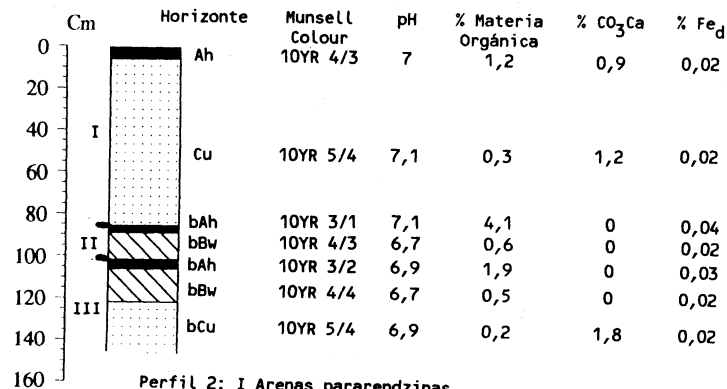 Cm Horizonte Munsell Colour pH % Materia Orgánica % CO3Ca % Fed
0 Ah 10YR 4/3 7 1,2 0,9 0,02
20
40 I
60 Cu 10YR 5/4 7,1 0,3 1,2 0,02
80 bAh 10YR 3/1 7,1 4,1 0 0,04
II bBw 10YR 4/3 6,7 0,6 0 0,02
100 bAh 10YR 3/2 6,9 1,9 0 0,03
120 bBw 10YR 4/4 6,7 0,5 0 0,02
III
140 bCu 10YR 5/4 6,9 0,2 1,8 0,02
160 Perfil 2: I Arenas pararendzinas